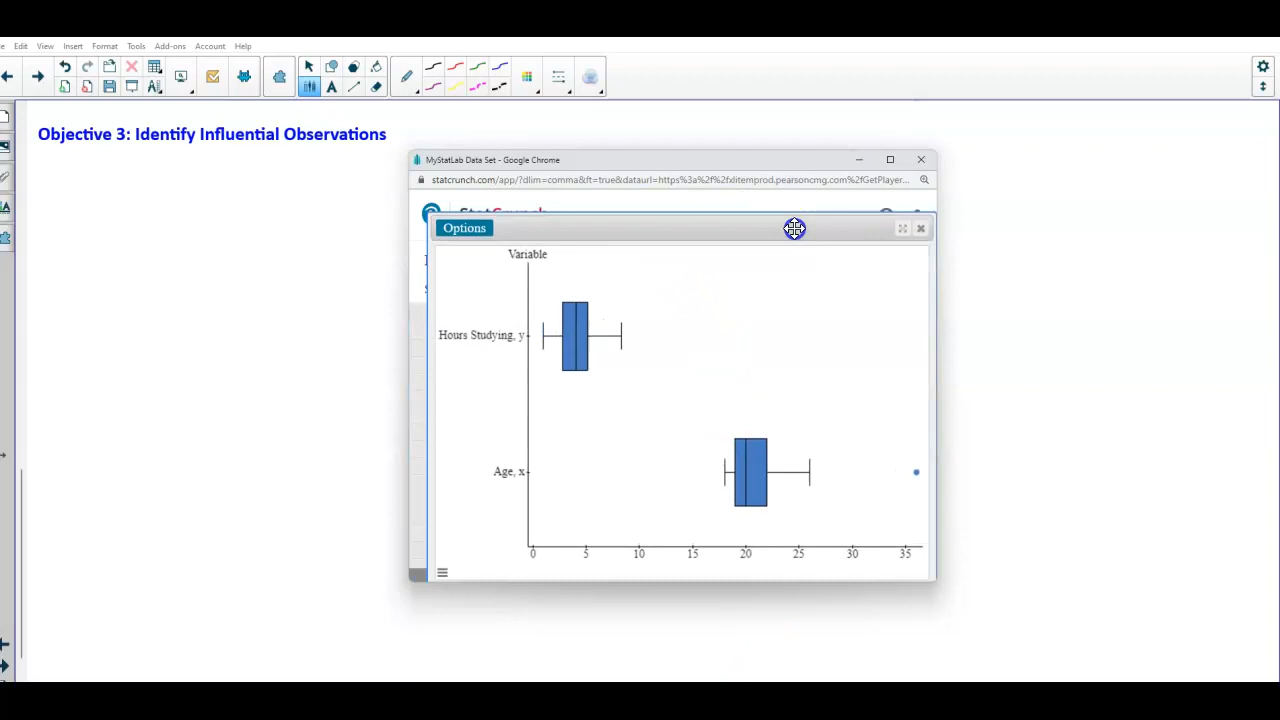 Edit View Insert Format Tools Add-ons Account Help
Objective 3: Identify Influential Observations
MyStatLab Data Set - Google Chrome
statcrunch.com/app/?dlim=comma&ft=true&dataurl=https%3a%2f%2fxlitemprod.pearsoncmg.com%2fGetPlayer...
StatCrunch
Options
Variable
Hours Studying, y
Age, x
0 5 10 15 20 25 30 35